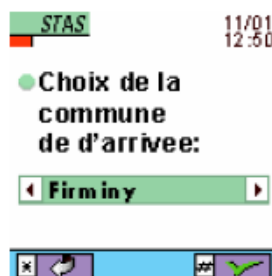 STAS 11/01
12:50
Choix de la
commune
de d'arrivee:
Firminy
* #